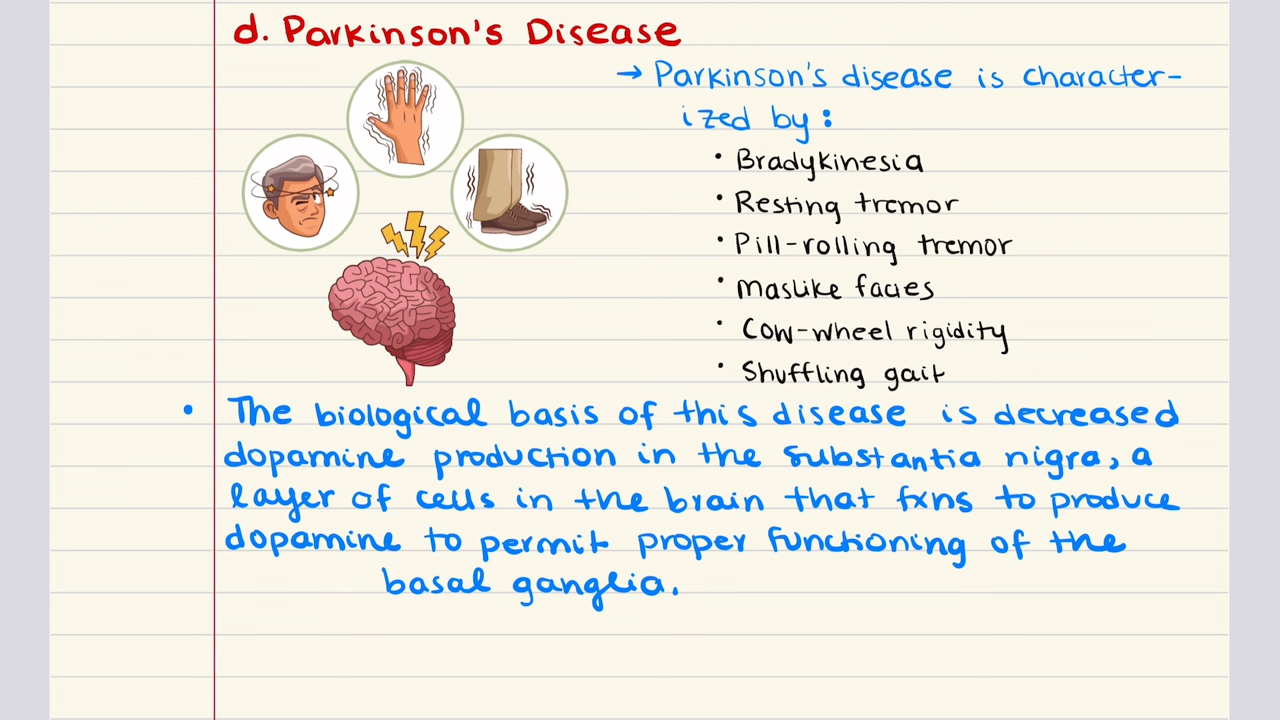 d. Parkinson's Disease
→ Parkinson's disease is character-
ized by:
• Bradykinesia
• Resting tremor
• Pill-rolling tremor
• Maslike facies
• Cow-wheel rigidity
• Shuffling gait
• The biological basis of this disease is decreased
dopamine production in the substantia nigra, a
layer of cells in the brain that fxns to produce
dopamine to permit proper functioning of the
basal ganglia.